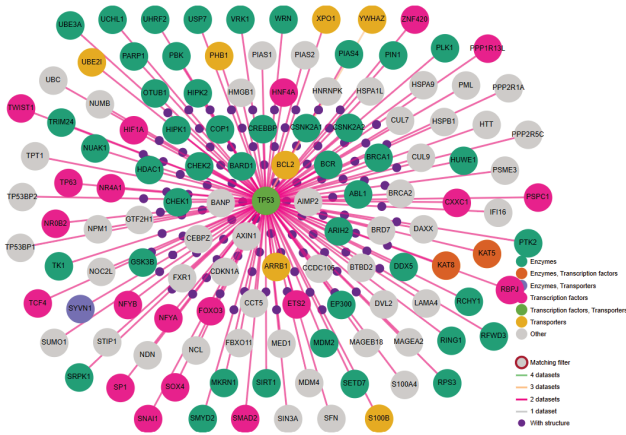 UBE3A
UCHL1
UHRF2
USP7
VRK1
WRN
XPO1
YWHAZ
ZNF420
PPP1R13L
UBE2I
PARP1
PBK
PHB1
PIAS1
PIAS2
PIAS4
PIN1
PLK1
UBC
NUMB
OTUB1
HIPK2
HMGB1
HNF4A
HNRNPK
HSPA1L
HSPA9
PML
PPP2R1A
TWIST1
TRIM24
HIF1A
HIPK1
COP1
CREBBP
CSNK2A1
CSNK2A2
CUL7
HSPB1
HTT
PPP2R5C
TPT1
NUAK1
HDAC1
CHEK2
BARD1
BCL2
BCR
BRCA1
CUL9
HUWE1
PSME3
TP53BP2
TP63
NR4A1
CHEK1
BANP
TP53
AIMP2
ABL1
BRCA2
CXXC1
IFI16
PSPC1
TP53BP1
NR0B2
NPM1
GTF2H1
CEBPZ
AXIN1
ARIH2
BRD7
DAXX
KAT5
PTK2
TK1
NOC2L
GSK3B
FXR1
CDKN1A
ARRB1
CCDC106
BTBD2
DDX5
KAT8
RBPJ
TCF4
SYVN1
NFYB
NFYA
FOXO3
CCT5
ETS2
EP300
DVL2
LAMA4
RCHY1
RFWD3
SUMO1
STIP1
NDN
NCL
FBXO11
MED1
MDM2
MAGEB18
MAGEA2
RING1
SRPK1
SP1
SOX4
MKRN1
SIRT1
MDM4
SETD7
S100A4
RPS3
SNAI1
SMYD2
SMAD2
SIN3A
SFN
S100B
Enzymes
Enzymes, Transcription factors
Enzymes, Transporters
Transcription factors
Transcription factors, Transporters
Transporters
Other
Matching filter
4 datasets
3 datasets
2 datasets
1 dataset
With structure